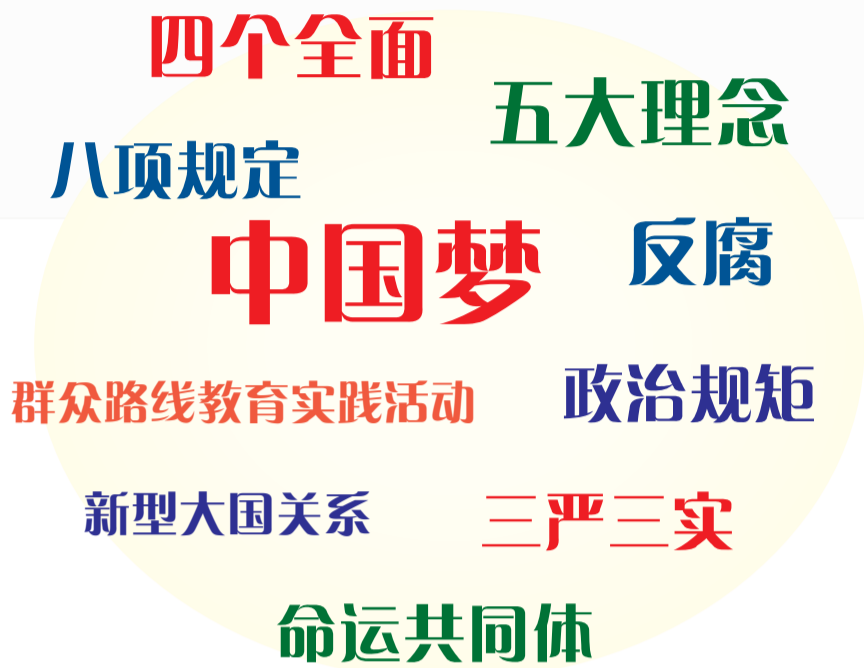 四个全面
五大理念
八项规定
中国梦
反腐
群众路线教育实践活动
政治规矩
新型大国关系
三严三实
命运共同体